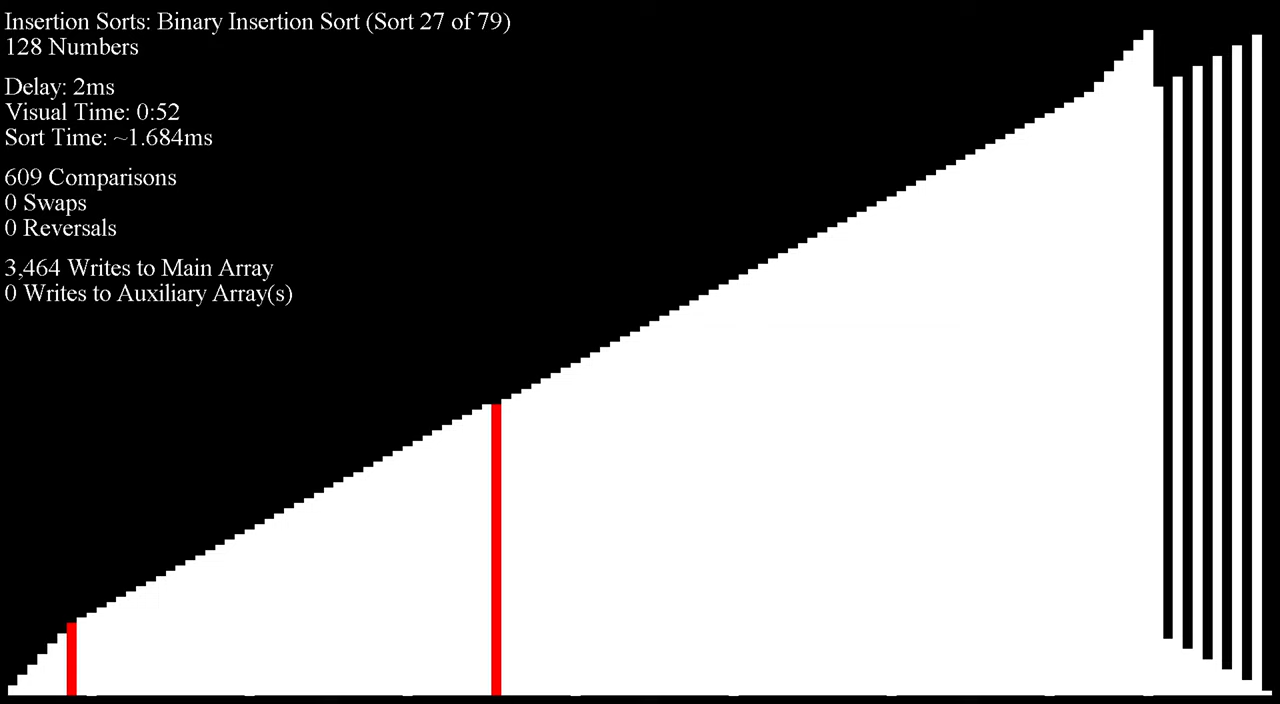 Insertion Sorts: Binary Insertion Sort (Sort 27 of 79)
128 Numbers
Delay: 2ms
Visual Time: 0:52
Sort Time: ~1.684ms
609 Comparisons
0 Swaps
0 Reversals
3,464 Writes to Main Array
0 Writes to Auxiliary Array(s)